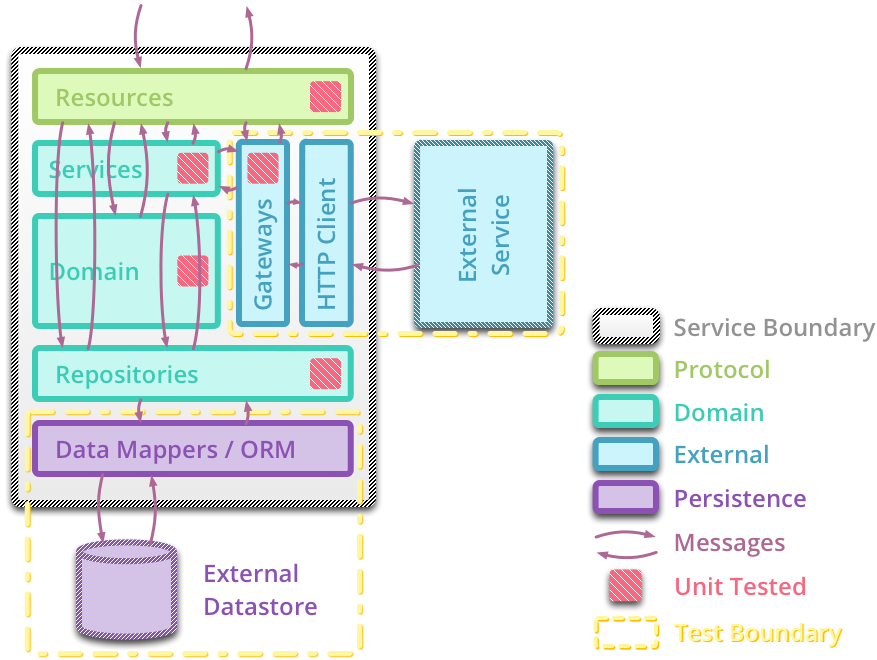 Resources
Services
Domain
Gateways
HTTP Client
External
Service
Repositories
Data Mappers / ORM
External
Datastore
Service Boundary
Protocol
Domain
External
Persistence
Messages
Unit Tested
Test Boundary